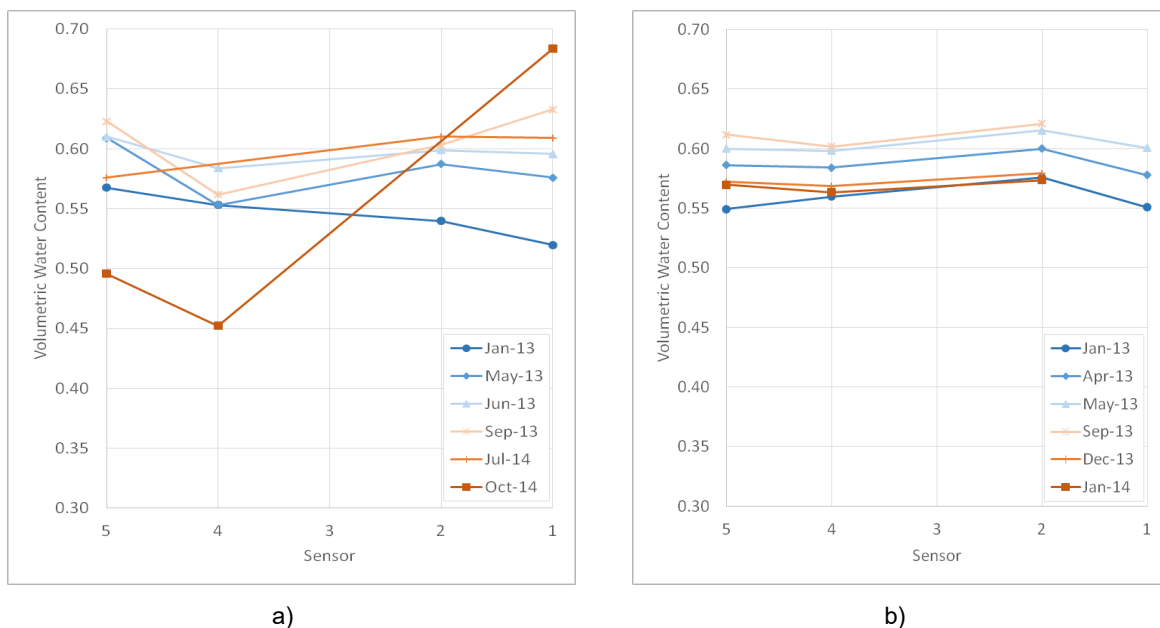 0.70
0.65
0.60
0.55
0.50
0.45
0.40
0.35
0.30
Volumetric Water Content
5 4 3 2 1
Sensor
Jan-13
May-13
Jun-13
Sep-13
Jul-14
Oct-14
a)
0.70
0.65
0.60
0.55
0.50
0.45
0.40
0.35
0.30
Volumetric Water Content
5 4 3 2 1
Sensor
Jan-13
Apr-13
May-13
Sep-13
Dec-13
Jan-14
b)